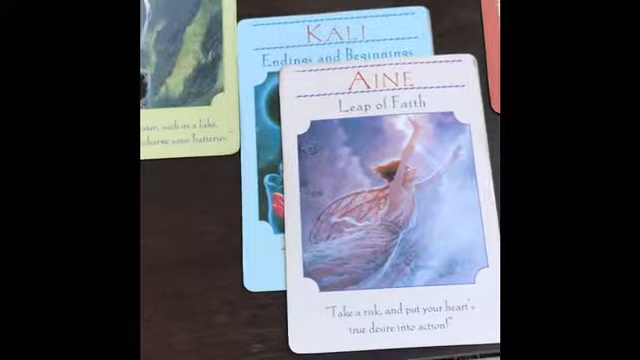 KALI
Endings and Beginnings
AINE
Leap of Faith
water, such as a lake,
charge your batteries."
"Take a risk, and put your heart's
true desire into action!"